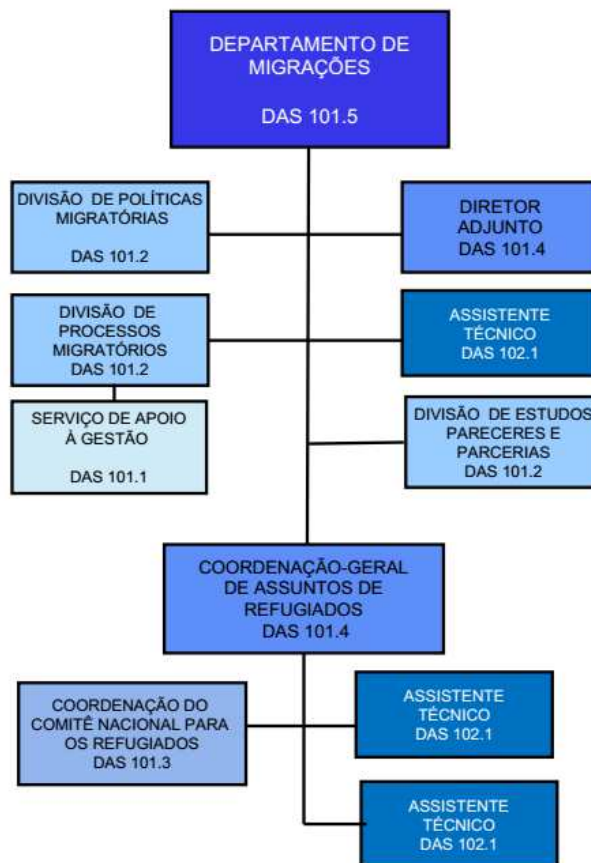 DEPARTAMENTO DE
MIGRAÇÕES
DAS 101.5
DIVISÃO DE POLÍTICAS
MIGRATÓRIAS
DAS 101.2
DIRETOR
ADJUNTO
DAS 101.4
DIVISÃO DE
PROCESSOS
MIGRATÓRIOS
DAS 101.2
ASSISTENTE
TÉCNICO
DAS 102.1
SERVIÇO DE APOIO
À GESTÃO
DAS 101.1
DIVISÃO DE ESTUDOS
PARECERES E
PARCERIAS
DAS 101.2
COORDENAÇÃO-GERAL
DE ASSUNTOS DE
REFUGIADOS
DAS 101.4
COORDENAÇÃO DO
COMITÊ NACIONAL PARA
OS REFUGIADOS
DAS 101.3
ASSISTENTE
TÉCNICO
DAS 102.1
ASSISTENTE
TÉCNICO
DAS 102.1